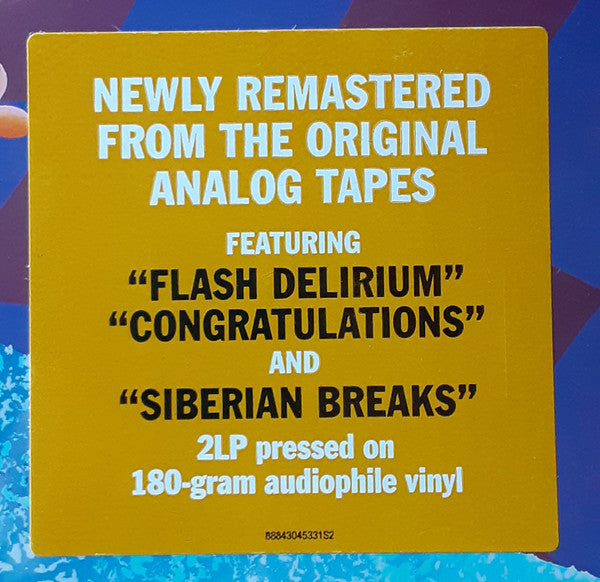 NEWLY REMASTERED
FROM THE ORIGINAL
ANALOG TAPES
FEATURING
“FLASH DELIRIUM”
“CONGRATULATIONS”
AND
“SIBERIAN BREAKS”
2LP pressed on
180-gram audiophile vinyl
88843045331S2